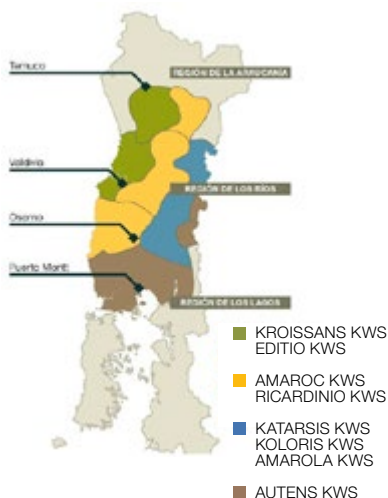 Temuco
REGIÓN DE LA ARAUCANÍA
Valdivia
REGIÓN DE LOS RÍOS
Osorno
Puerto Montt
REGIÓN DE LOS LAGOS
KROISSANS KWS
EDITIO KWS
AMAROC KWS
RICARDINIO KWS
KATARSIS KWS
KOLORIS KWS
AMAROLA KWS
AUTENS KWS